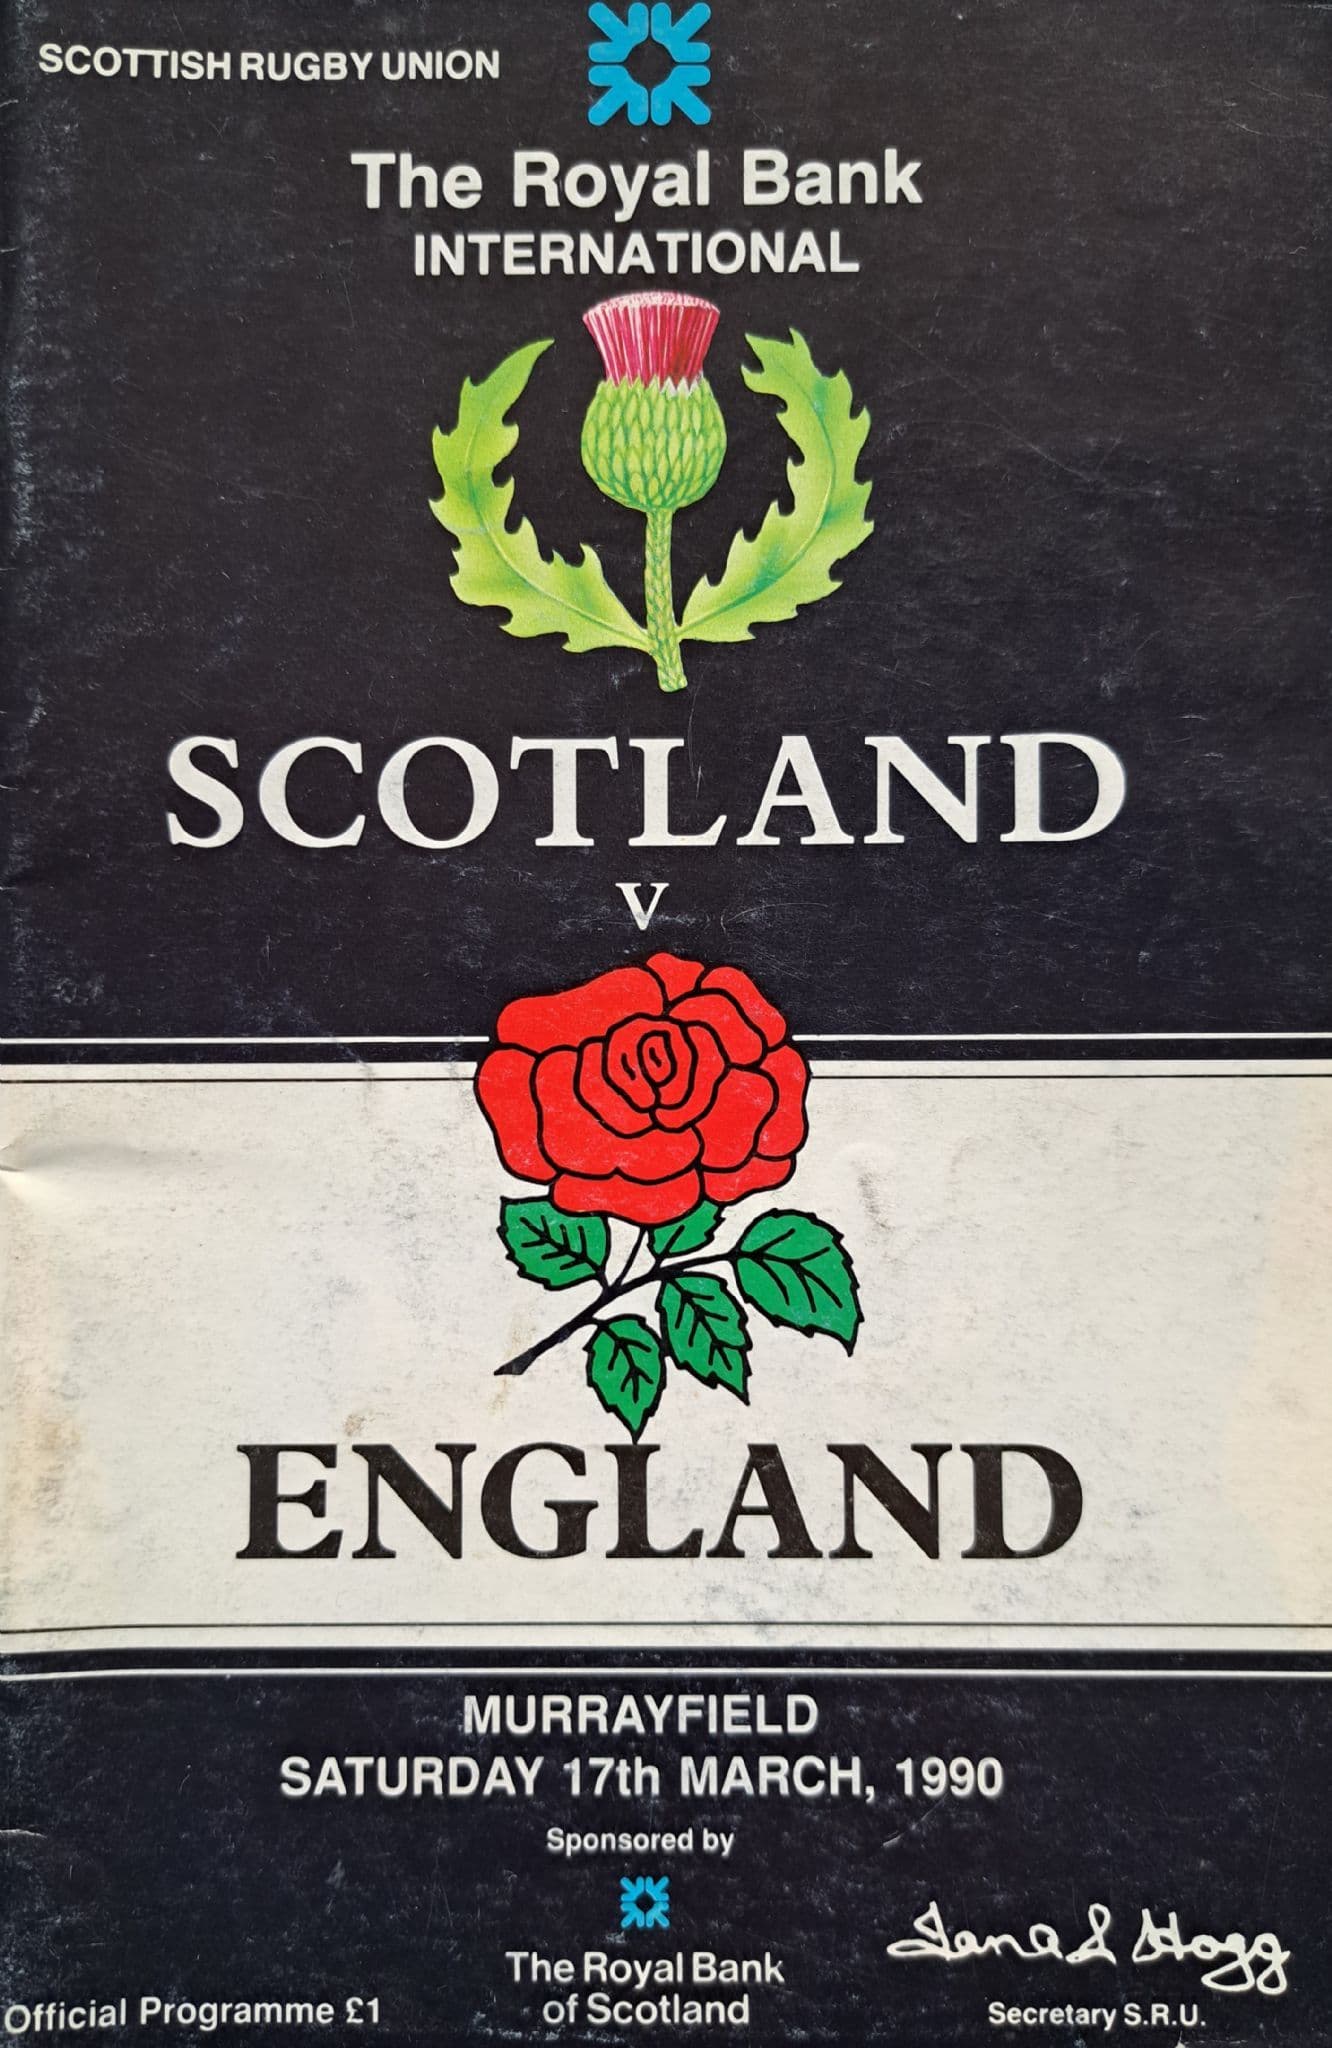 SCOTTISH RUGBY UNION
The Royal Bank
INTERNATIONAL
SCOTLAND
V
ENGLAND
MURRAYFIELD
SATURDAY 17th MARCH, 1990
Sponsored by
The Royal Bank
of Scotland
Hogg
Secretary S.R.U.
Official Programme £1